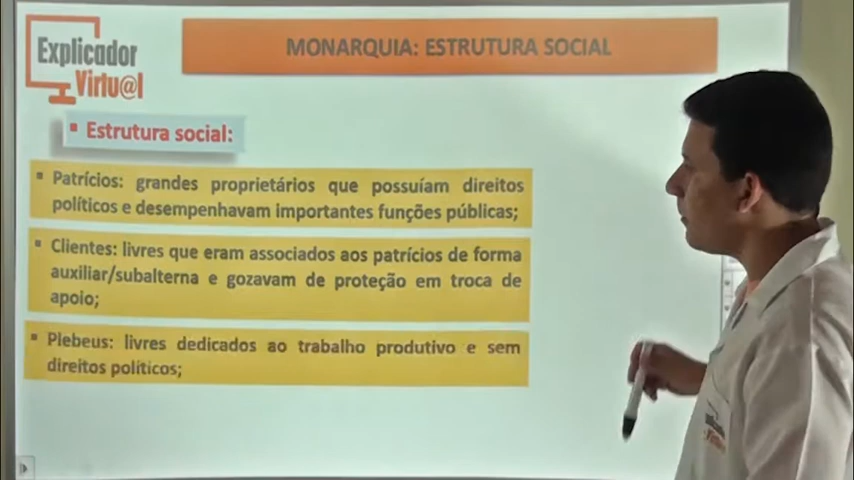 Explicador
Virtu@l
MONARQUIA: ESTRUTURA SOCIAL
▪ Estrutura social:
▪ Patrícios: grandes proprietários que possuíam direitos
políticos e desempenhavam importantes funções públicas;
▪ Clientes: livres que eram associados aos patrícios de forma
auxiliar/subalterna e gozavam de proteção em troca de
apoio;
▪ Plebeus: livres dedicados ao trabalho produtivo e sem
direitos políticos;